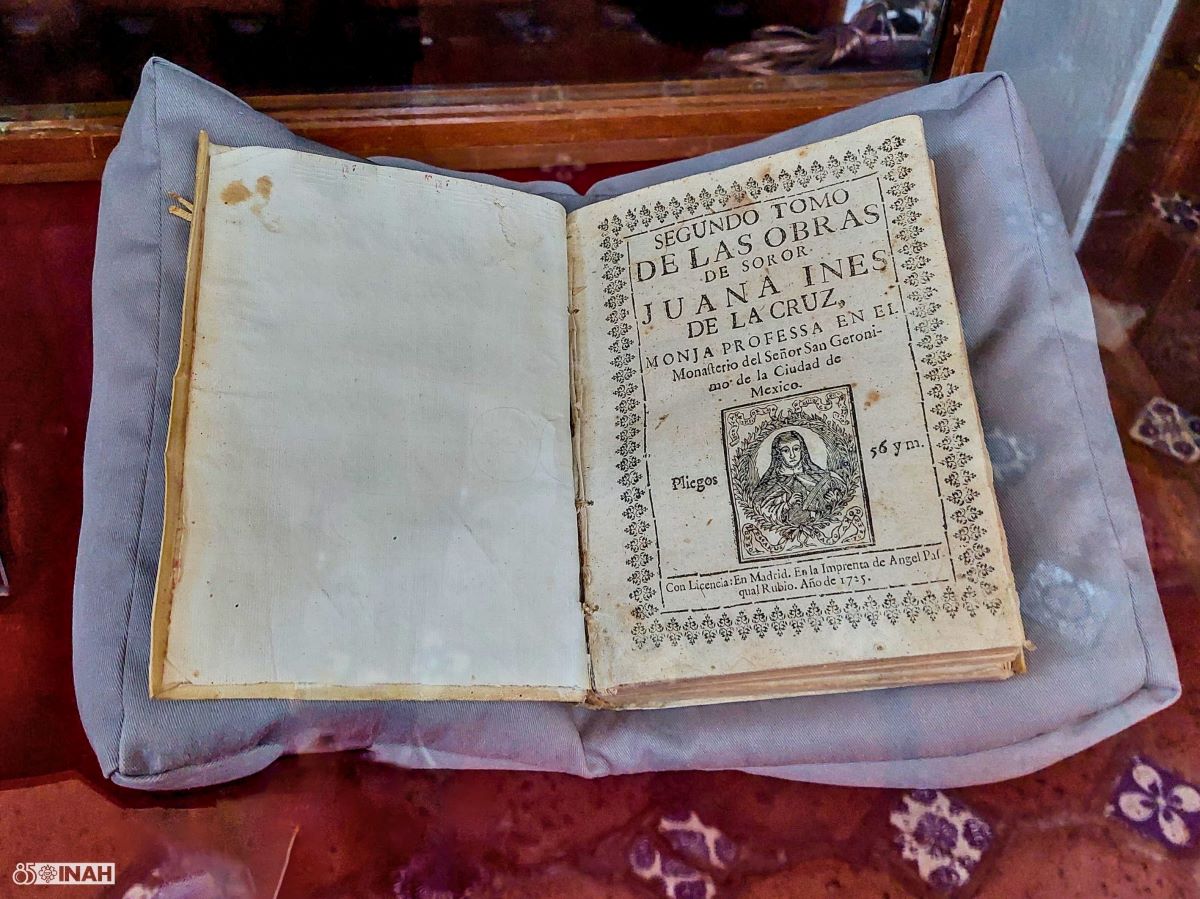 SEGUNDO TOMO
DE LAS OBRAS
DE SOROR
JUANA INES
DE LA CRUZ,
MONJA PROFESSA EN EL
Monaſterio del Señor San Geroni-
mo de la Ciudad de
Mexico.
Pliegos 56 y m.
Con Licencia: En Madrid. En la Imprenta de Angel Paſ-
qual Rubio. Año de 1725.
85 INAH